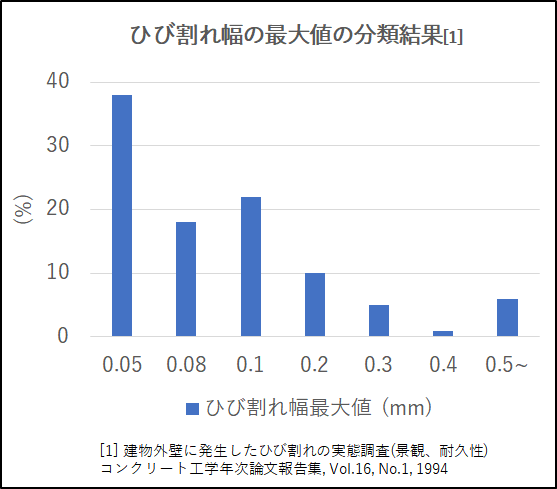 ひび割れ幅の最大値の分類結果[1]
40
30
20
10
0
(%)
0.05 0.08 0.1 0.2 0.3 0.4 0.5~
ひび割れ幅最大値 (mm)
[1] 建物外壁に発生したひび割れの実態調査(景観、耐久性)
コンクリート工学年次論文報告集, Vol.16, No.1, 1994